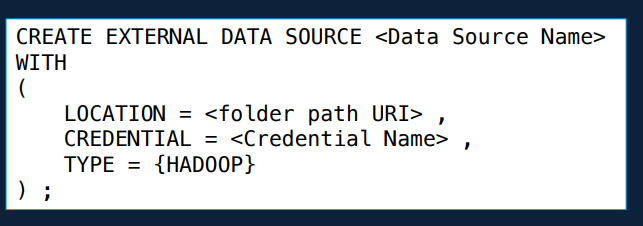 CREATE EXTERNAL DATA SOURCE <Data Source Name>
WITH
(
LOCATION = <folder path URI> ,
CREDENTIAL = <Credential Name> ,
TYPE = {HADOOP}
) ;